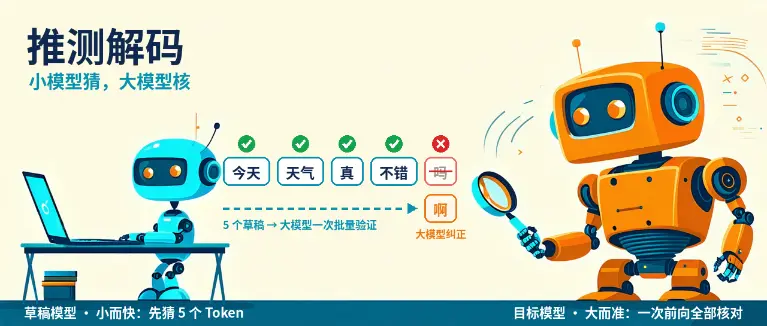 推测解码
小模型猜，大模型核
今天 天气 真 不错 吗
啊
5 个草稿 → 大模型一次批量验证
大模型纠正
草稿模型 · 小而快：先猜 5 个 Token
目标模型 · 大而准：一次前向全部核对